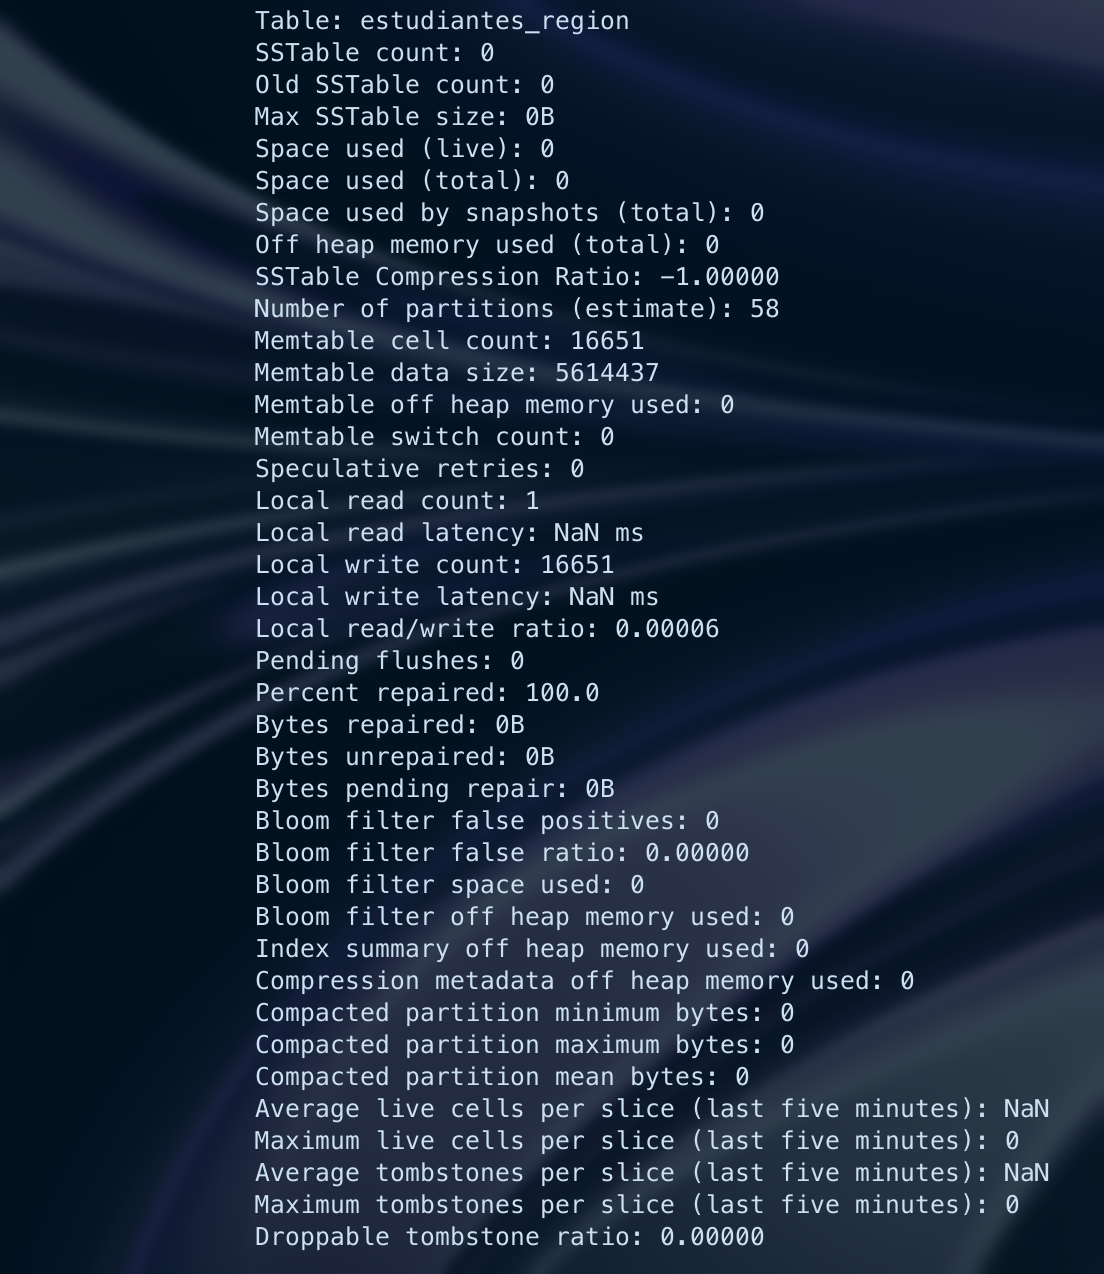 Table: estudiantes_region
SSTable count: 0
Old SSTable count: 0
Max SSTable size: 0B
Space used (live): 0
Space used (total): 0
Space used by snapshots (total): 0
Off heap memory used (total): 0
SSTable Compression Ratio: -1.00000
Number of partitions (estimate): 58
Memtable cell count: 16651
Memtable data size: 5614437
Memtable off heap memory used: 0
Memtable switch count: 0
Speculative retries: 0
Local read count: 1
Local read latency: NaN ms
Local write count: 16651
Local write latency: NaN ms
Local read/write ratio: 0.00006
Pending flushes: 0
Percent repaired: 100.0
Bytes repaired: 0B
Bytes unrepaired: 0B
Bytes pending repair: 0B
Bloom filter false positives: 0
Bloom filter false ratio: 0.00000
Bloom filter space used: 0
Bloom filter off heap memory used: 0
Index summary off heap memory used: 0
Compression metadata off heap memory used: 0
Compacted partition minimum bytes: 0
Compacted partition maximum bytes: 0
Compacted partition mean bytes: 0
Average live cells per slice (last five minutes): NaN
Maximum live cells per slice (last five minutes): 0
Average tombstones per slice (last five minutes): NaN
Maximum tombstones per slice (last five minutes): 0
Droppable tombstone ratio: 0.00000